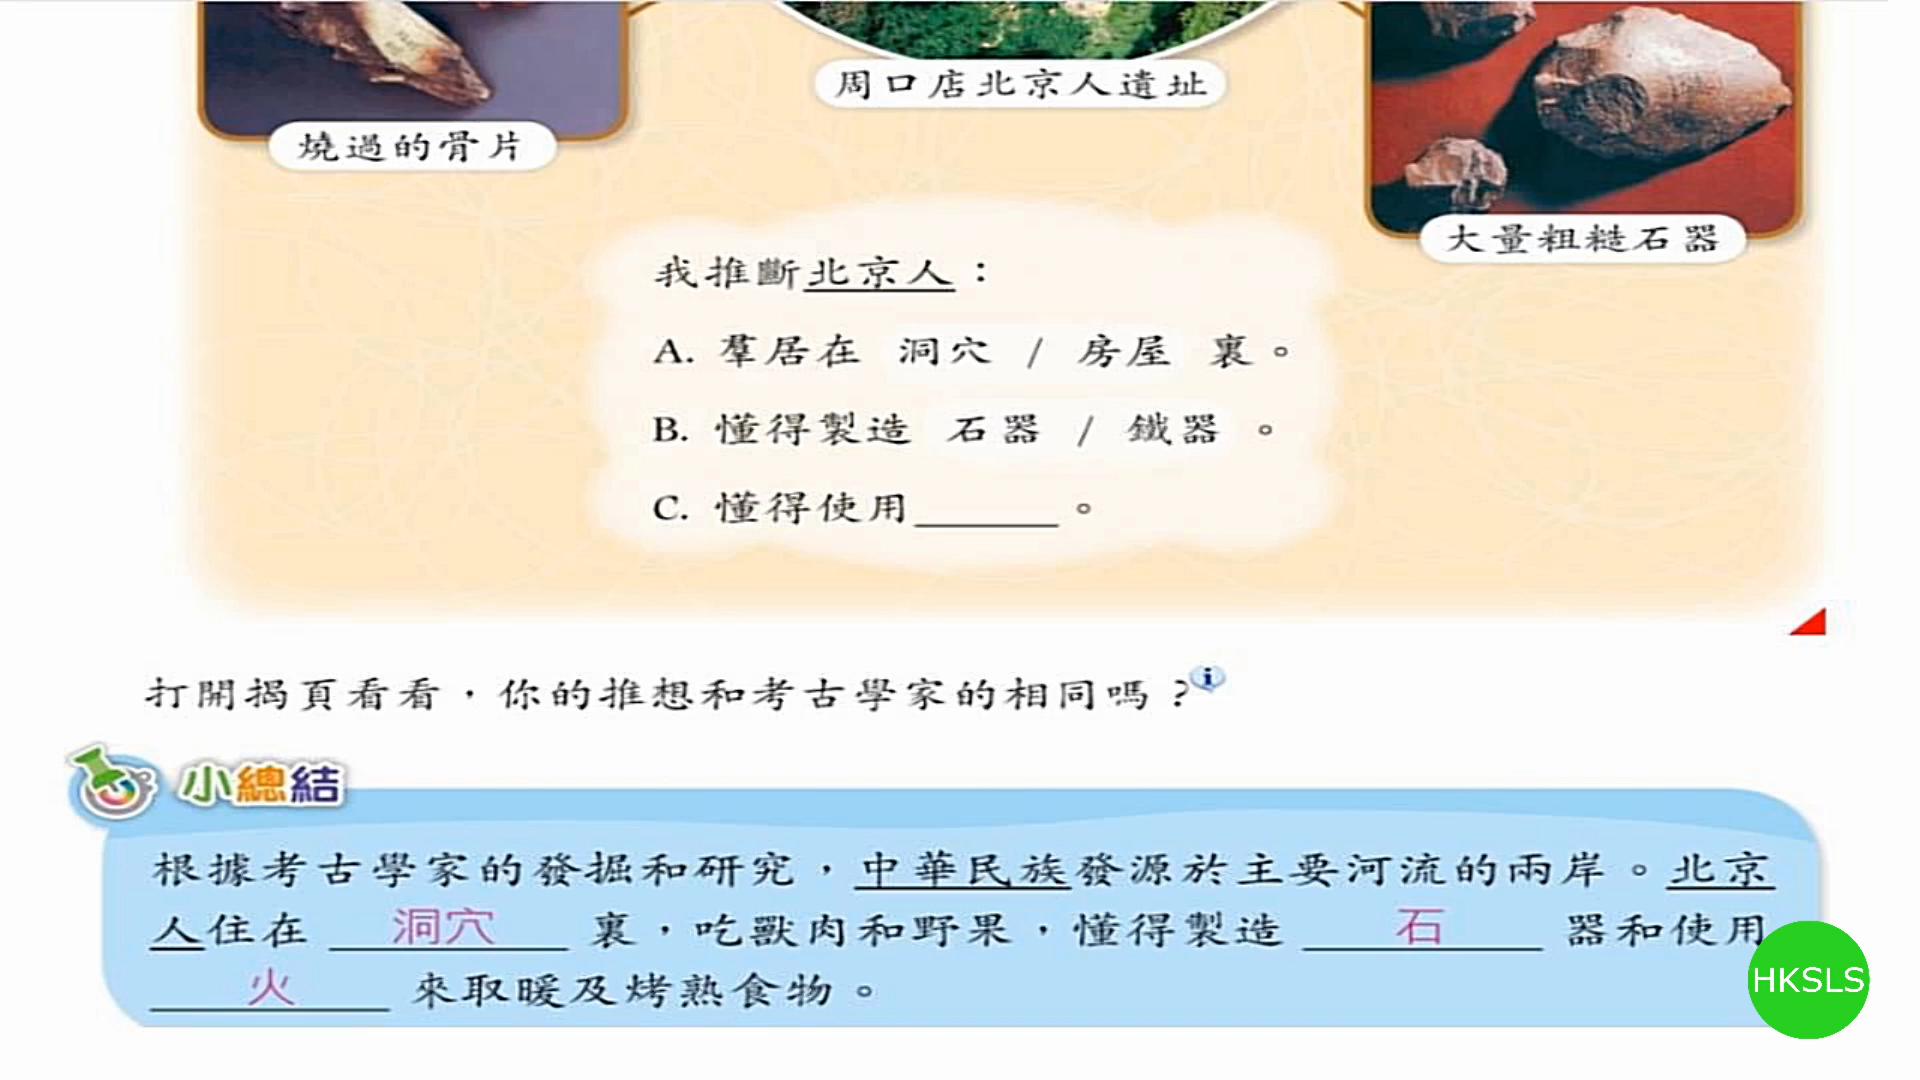 周口店北京人遺址
燒過的骨片
大量粗糙石器
我推斷北京人：
A. 羣居在 洞穴 / 房屋 裏。
B. 懂得製造 石器 / 鐵器 。
C. 懂得使用______。
打開揭頁看看，你的推想和考古學家的相同嗎？
小總結
根據考古學家的發掘和研究，中華民族發源於主要河流的兩岸。北京
人住在 洞穴 裏，吃獸肉和野果，懂得製造 石 器和使用
火 來取暖及烤熟食物。
HKSLS